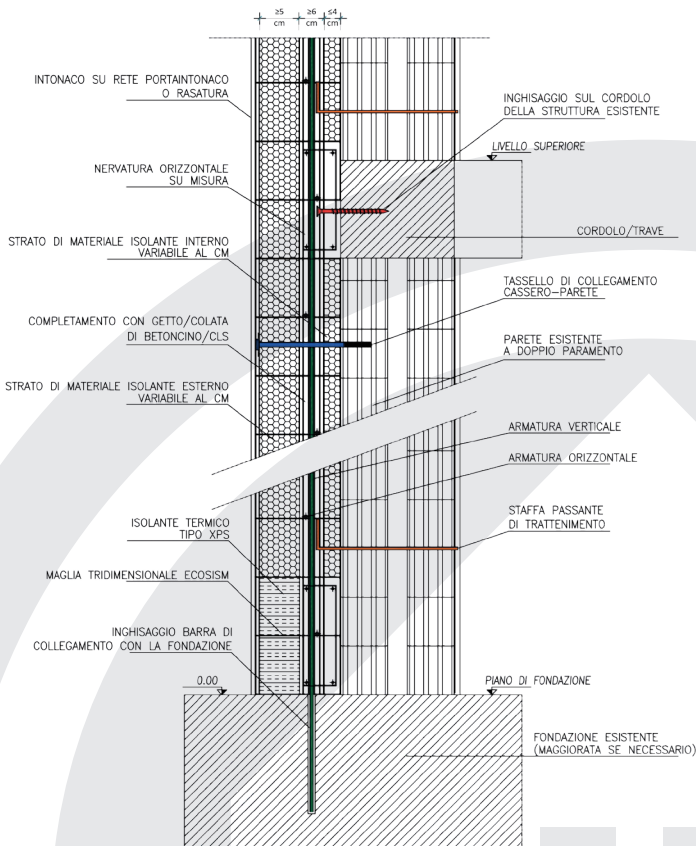 ≥5 ≥6 ≤4
cm cm cm
INTONACO SU RETE PORTAINTONACO
O RASATURA
INGHISAGGIO SUL CORDOLO
DELLA STRUTTURA ESISTENTE
LIVELLO SUPERIORE
NERVATURA ORIZZONTALE
SU MISURA
CORDOLO/TRAVE
STRATO DI MATERIALE ISOLANTE INTERNO
VARIABILE AL CM
TASSELLO DI COLLEGAMENTO
CASSERO-PARETE
COMPLETAMENTO CON GETTO/COLATA
DI BETONCINO/CLS
PARETE ESISTENTE
A DOPPIO PARAMENTO
STRATO DI MATERIALE ISOLANTE ESTERNO
VARIABILE AL CM
ARMATURA VERTICALE
ARMATURA ORIZZONTALE
ISOLANTE TERMICO
TIPO XPS
STAFFA PASSANTE
DI TRATTENIMENTO
MAGLIA TRIDIMENSIONALE ECOSISM
INGHISAGGIO BARRA DI
COLLEGAMENTO CON LA FONDAZIONE
0.00
PIANO DI FONDAZIONE
FONDAZIONE ESISTENTE
(MAGGIORATA SE NECESSARIO)